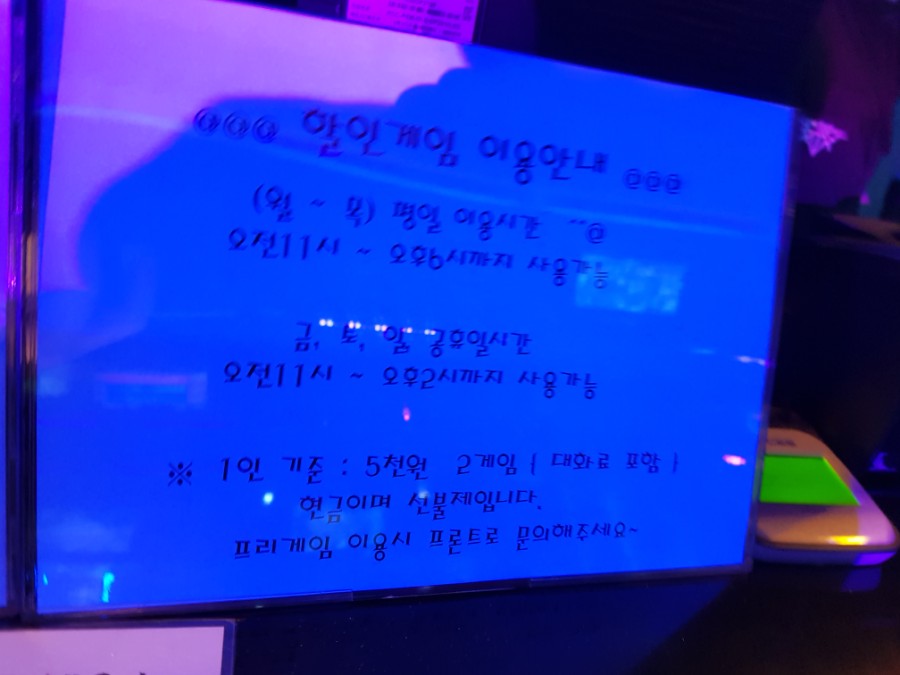 @@@ 할인게임 이용안내 @@@
(월 ~ 목) 평일 이용시간 ^^@
오전11시 ~ 오후6시까지 사용가능
금, 토, 일, 공휴일시간
오전11시 ~ 오후2시까지 사용가능
※ 1인 기준 : 5천원 2게임 ( 대화료 포함 )
현금이며 선불제입니다.
프리게임 이용시 프론트로 문의해주세요~